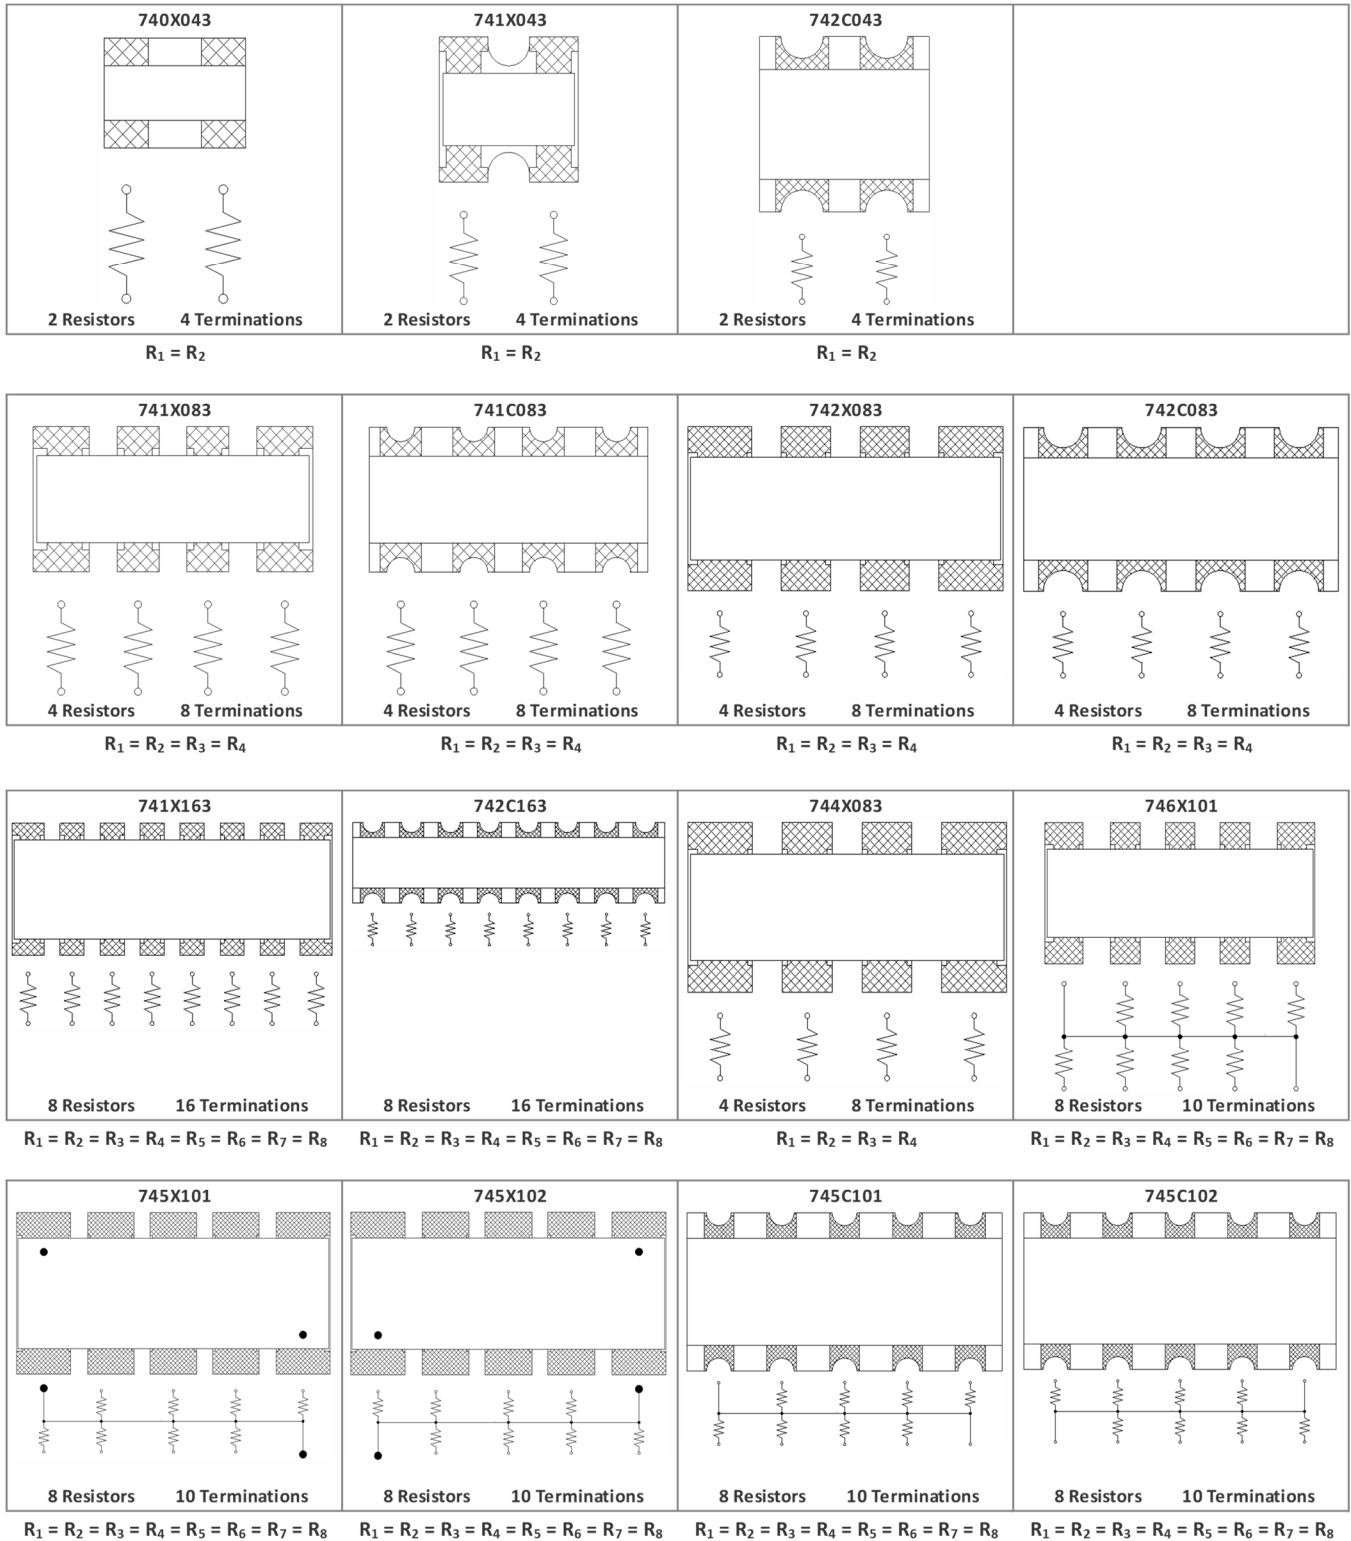 740X043 741X043 742C043
2 Resistors 4 Terminations 2 Resistors 4 Terminations 2 Resistors 4 Terminations
R₁ = R₂ R₁ = R₂ R₁ = R₂
741X083 741C083 742X083 742C083
4 Resistors 8 Terminations 4 Resistors 8 Terminations 4 Resistors 8 Terminations 4 Resistors 8 Terminations
R₁ = R₂ = R₃ = R₄ R₁ = R₂ = R₃ = R₄ R₁ = R₂ = R₃ = R₄ R₁ = R₂ = R₃ = R₄
741X163 742C163 744X083 746X101
8 Resistors 16 Terminations 8 Resistors 16 Terminations 4 Resistors 8 Terminations 8 Resistors 10 Terminations
R₁ = R₂ = R₃ = R₄ = R₅ = R₆ = R₇ = R₈ R₁ = R₂ = R₃ = R₄ = R₅ = R₆ = R₇ = R₈ R₁ = R₂ = R₃ = R₄ R₁ = R₂ = R₃ = R₄ = R₅ = R₆ = R₇ = R₈
745X101 745X102 745C101 745C102
8 Resistors 10 Terminations 8 Resistors 10 Terminations 8 Resistors 10 Terminations 8 Resistors 10 Terminations
R₁ = R₂ = R₃ = R₄ = R₅ = R₆ = R₇ = R₈ R₁ = R₂ = R₃ = R₄ = R₅ = R₆ = R₇ = R₈ R₁ = R₂ = R₃ = R₄ = R₅ = R₆ = R₇ = R₈ R₁ = R₂ = R₃ = R₄ = R₅ = R₆ = R₇ = R₈